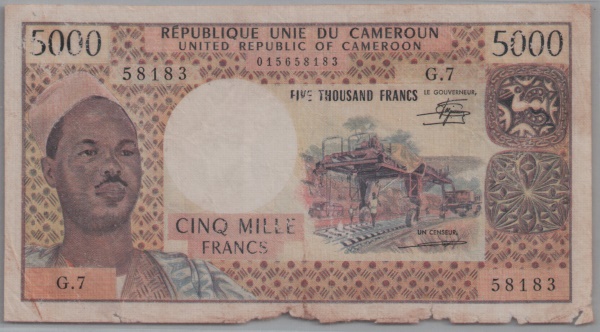 RÉPUBLIQUE UNIE DU CAMEROUN
5000
UNITED REPUBLIC OF CAMEROON
5000
015658183
58183
G.7
FIVE THOUSAND FRANCS
LE GOUVERNEUR,
CINQ MILLE
FRANCS
UN CENSEUR,
G.7
58183